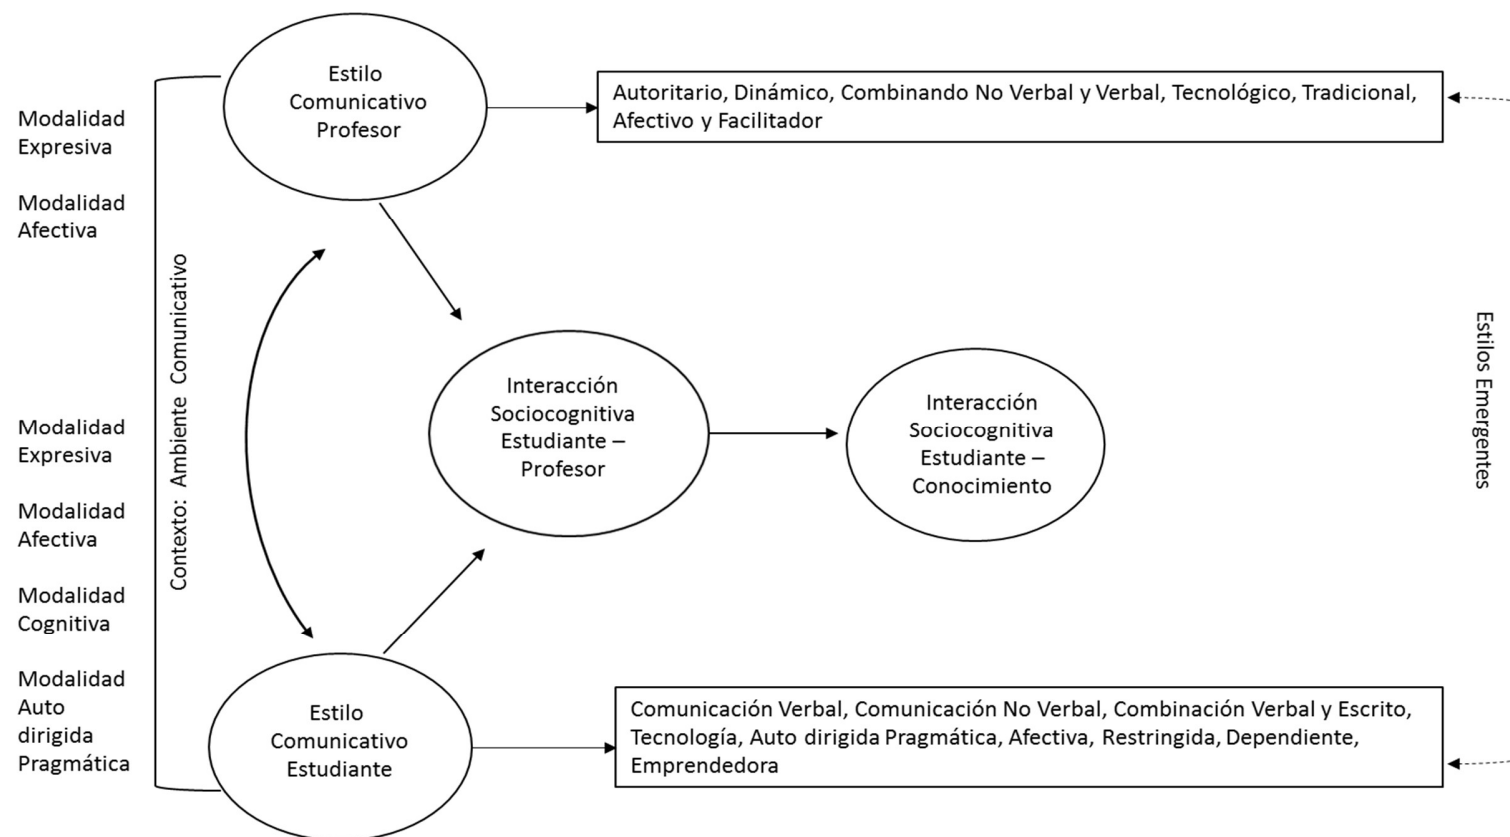 Estilo
Comunicativo
Profesor
Autoritario, Dinámico, Combinando No Verbal y Verbal, Tecnológico, Tradicional,
Afectivo y Facilitador
Modalidad
Expresiva
Modalidad
Afectiva
Contexto: Ambiente Comunicativo
Interacción
Sociocognitiva
Estudiante –
Profesor
Interacción
Sociocognitiva
Estudiante –
Conocimiento
Estilos Emergentes
Modalidad
Expresiva
Modalidad
Afectiva
Modalidad
Cognitiva
Modalidad
Auto
dirigida
Pragmática
Estilo
Comunicativo
Estudiante
Comunicación Verbal, Comunicación No Verbal, Combinación Verbal y Escrito,
Tecnología, Auto dirigida Pragmática, Afectiva, Restringida, Dependiente,
Emprendedora